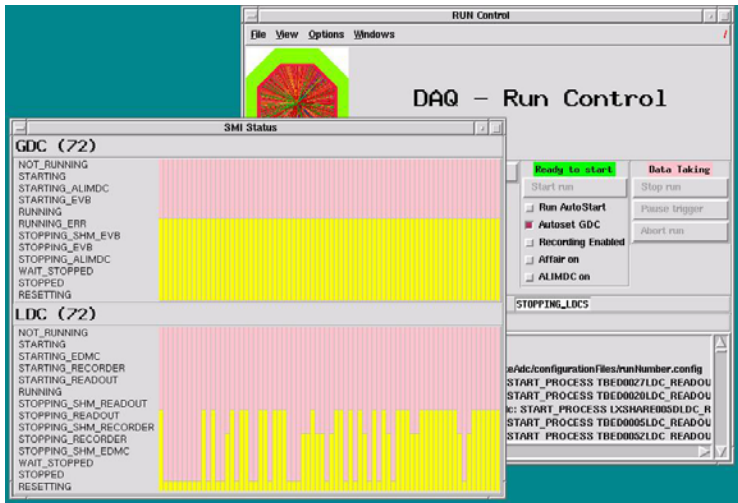 RUN Control
File View Options Windows
i
DAQ - Run Control
SMI Status
GDC (72)
NOT_RUNNING
STARTING
STARTING_ALIMDC
STARTING_EVB
RUNNING
RUNNING_ERR
STOPPING_SHM_EVB
STOPPING_EVB
STOPPING_ALIMDC
WAIT_STOPPED
STOPPED
RESETTING
LDC (72)
NOT_RUNNING
STARTING
STARTING_EDMC
STARTING_RECORDER
STARTING_READOUT
RUNNING
STOPPING_SHM_READOUT
STOPPING_READOUT
STOPPING_SHM_RECORDER
STOPPING_RECORDER
STOPPING_SHM_EDMC
WAIT_STOPPED
STOPPED
RESETTING
Ready to start
Start run
Run AutoStart
Autoset GDC
Recording Enabled
Affair on
ALIMDC on
Data Taking
Stop run
Pause trigger
Abort run
STOPPING_LDCS
eAdc/configurationFiles/runNumber.config
START_PROCESS TBED0027LDC_READOU
START_PROCESS TBED0020LDC_READOU
c: START_PROCESS LXSHARE005DLDC_R
START_PROCESS TBED0005LDC_READOU
START_PROCESS TBED0052LDC_READOU